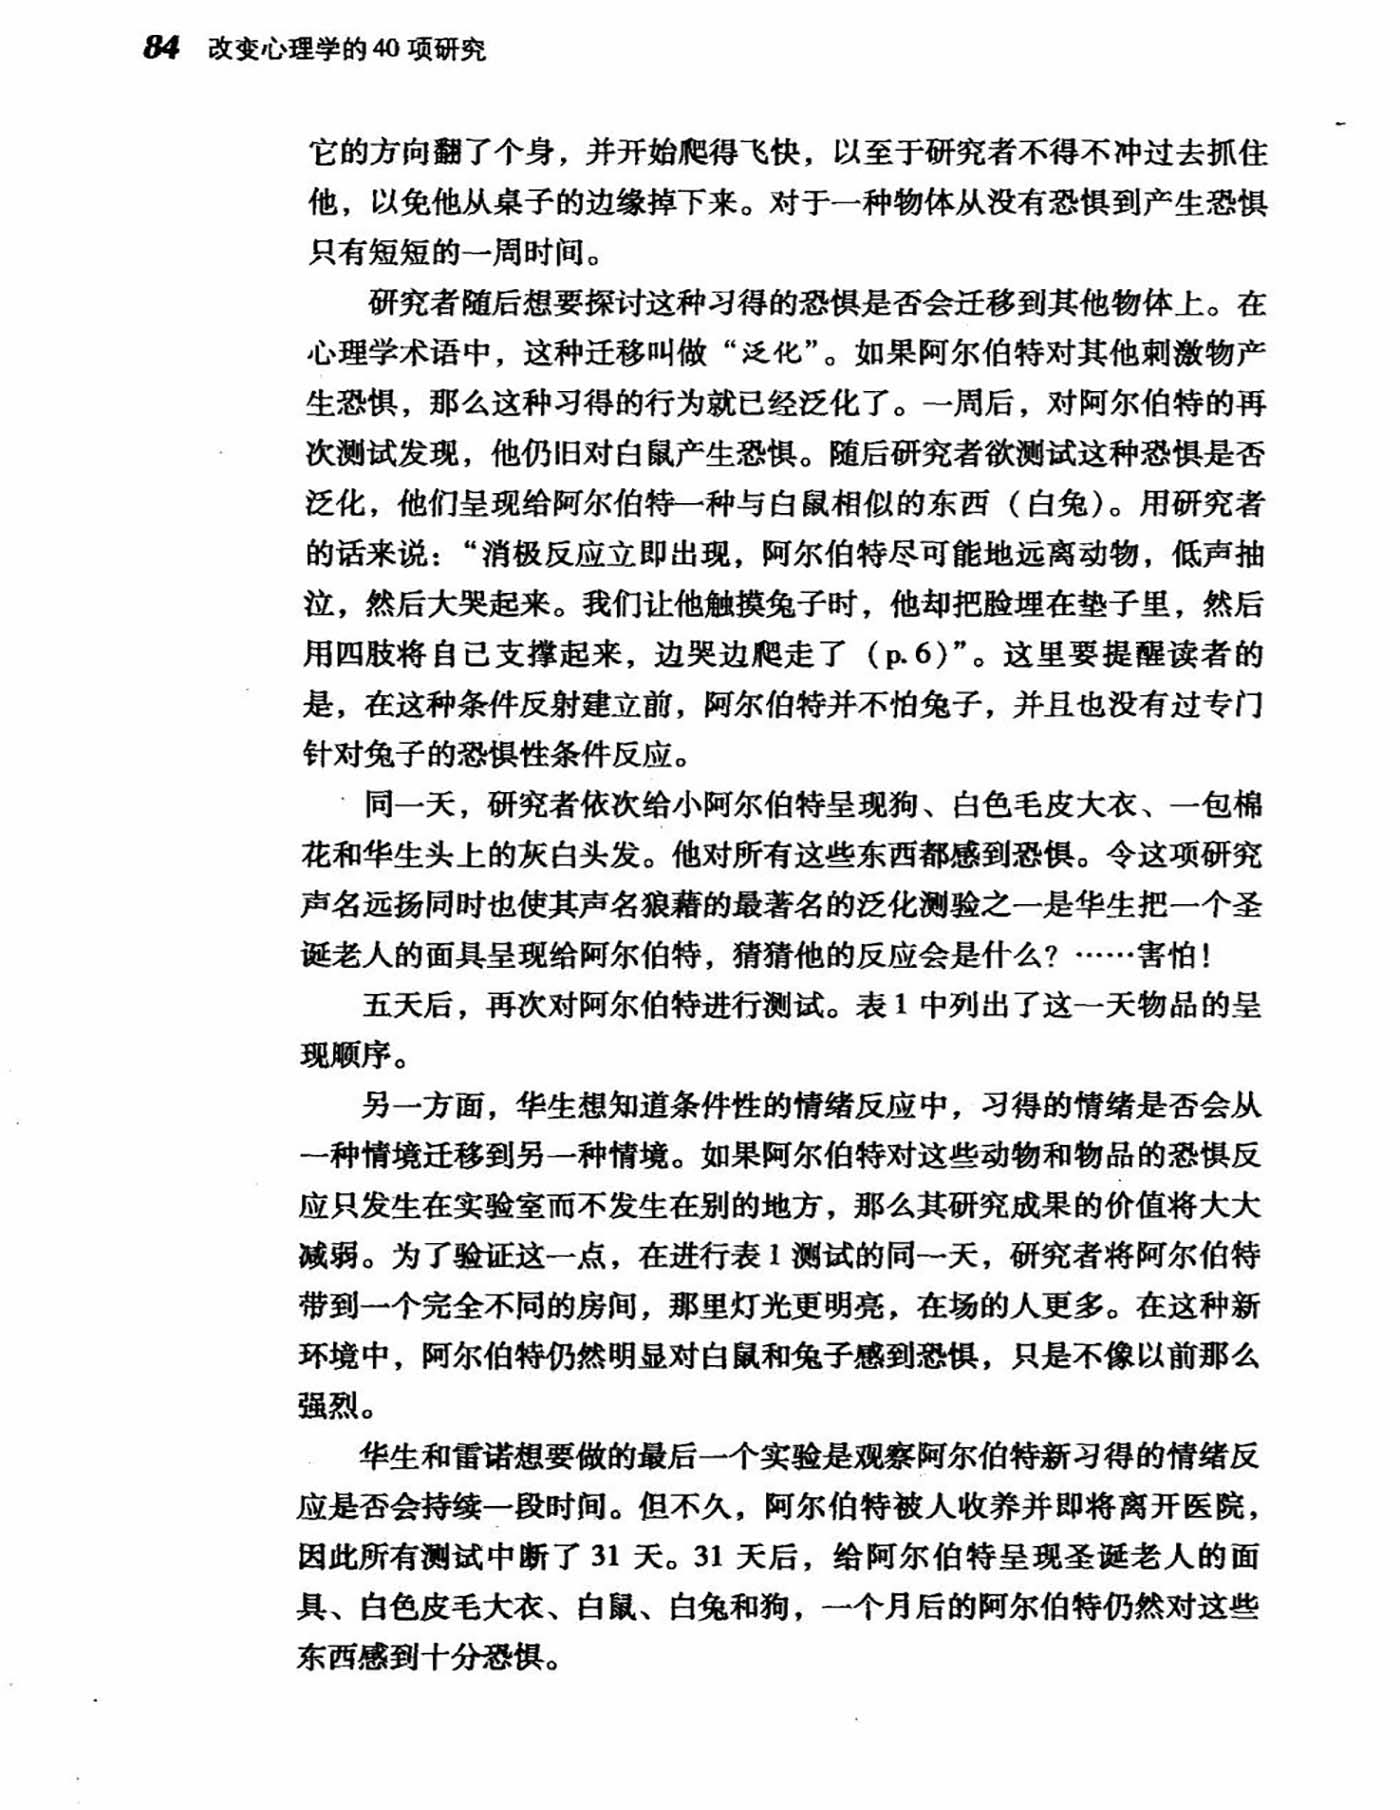 84 改变心理学的40项研究
它的方向翻了个身，并开始爬得飞快，以至于研究者不得不冲过去抓住
他，以免他从桌子的边缘掉下来。对于一种物体从没有恐惧到产生恐惧
只有短短的一周时间。
研究者随后想要探讨这种习得的恐惧是否会迁移到其他物体上。在
心理学术语中，这种迁移叫做“泛化”。如果阿尔伯特对其他刺激物产
生恐惧，那么这种习得的行为就已经泛化了。一周后，对阿尔伯特的再
次测试发现，他仍旧对白鼠产生恐惧。随后研究者欲测试这种恐惧是否
泛化，他们呈现给阿尔伯特一种与白鼠相似的东西（白兔）。用研究者
的话来说：“消极反应立即出现，阿尔伯特尽可能地远离动物，低声抽
泣，然后大哭起来。我们让他触摸兔子时，他却把脸埋在垫子里，然后
用四肢将自己支撑起来，边哭边爬走了（p.6）”。这里要提醒读者的
是，在这种条件反射建立前，阿尔伯特并不怕兔子，并且也没有过专门
针对兔子的恐惧性条件反应。
同一天，研究者依次给小阿尔伯特呈现狗、白色毛皮大衣、一包棉
花和华生头上的灰白头发。他对所有这些东西都感到恐惧。令这项研究
声名远扬同时也使其声名狼藉的最著名的泛化测验之一是华生把一个圣
诞老人的面具呈现给阿尔伯特，猜猜他的反应会是什么？……害怕！
五天后，再次对阿尔伯特进行测试。表1中列出了这一天物品的呈
现顺序。
另一方面，华生想知道条件性的情绪反应中，习得的情绪是否会从
一种情境迁移到另一种情境。如果阿尔伯特对这些动物和物品的恐惧反
应只发生在实验室而不发生在别的地方，那么其研究成果的价值将大大
减弱。为了验证这一点，在进行表1测试的同一天，研究者将阿尔伯特
带到一个完全不同的房间，那里灯光更明亮，在场的人更多。在这种新
环境中，阿尔伯特仍然明显对白鼠和兔子感到恐惧，只是不像以前那么
强烈。
华生和雷诺想要做的最后一个实验是观察阿尔伯特新习得的情绪反
应是否会持续一段时间。但不久，阿尔伯特被人收养并即将离开医院，
因此所有测试中断了31天。31天后，给阿尔伯特呈现圣诞老人的面
具、白色皮毛大衣、白鼠、白兔和狗，一个月后的阿尔伯特仍然对这些
东西感到十分恐惧。